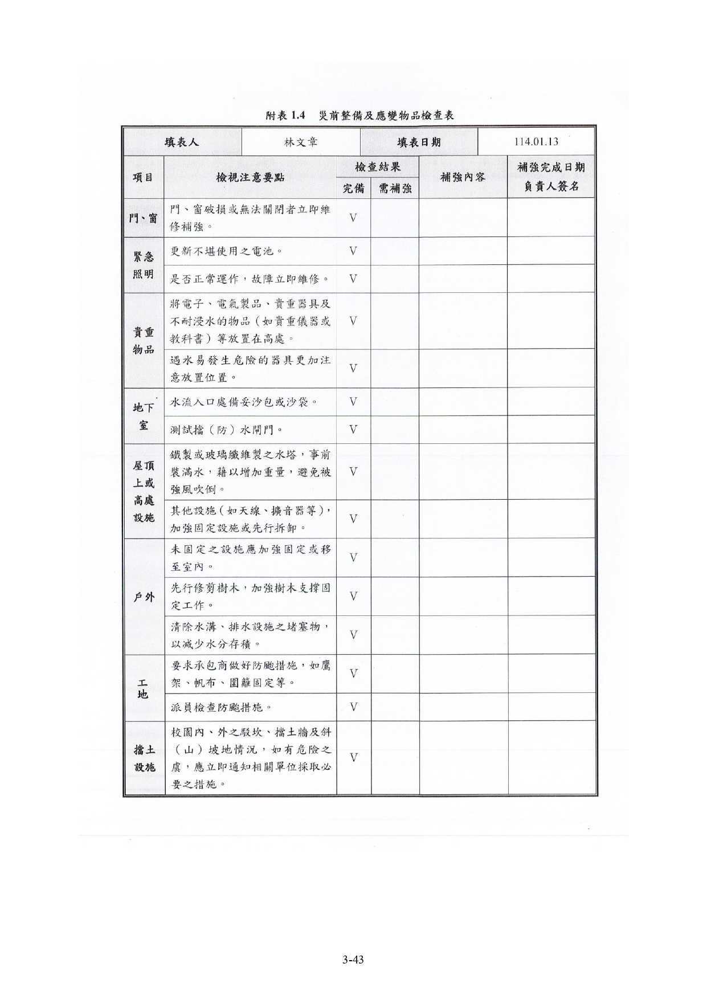 附表 1.4　災前整備及應變物品檢查表
填表人 林文章 填表日期 114.01.13
項目 檢視注意要點 檢查結果 補強內容 補強完成日期
負責人簽名
完備 需補強
門、窗 門、窗破損或無法關閉者立即維
修補強。 V
緊急
照明
更新不堪使用之電池。 V
是否正常運作，故障立即維修。 V
貴重
物品
將電子、電氣製品、貴重器具及
不耐浸水的物品（如貴重儀器或
教科書）等放置在高處。 V
遇水易發生危險的器具更加注
意放置位置。 V
地下
室
水流入口處備妥沙包或沙袋。 V
測試擋（防）水閘門。 V
屋頂
上或
高處
設施
鐵製或玻璃纖維製之水塔，事前
裝滿水，藉以增加重量，避免被
強風吹倒。 V
其他設施（如天線、擴音器等），
加強固定設施或先行拆卸。 V
戶外
未固定之設施應加強固定或移
至室內。 V
先行修剪樹木，加強樹木支撐固
定工作。 V
清除水溝、排水設施之堵塞物，
以減少水分存積。 V
工
地
要求承包商做好防颱措施，如鷹
架、帆布、圍籬固定等。 V
派員檢查防颱措施。 V
擋土
設施
校園內、外之駁坎、擋土牆及斜
（山）坡地情況，如有危險之
虞，應立即通知相關單位採取必
要之措施。 V
3-43